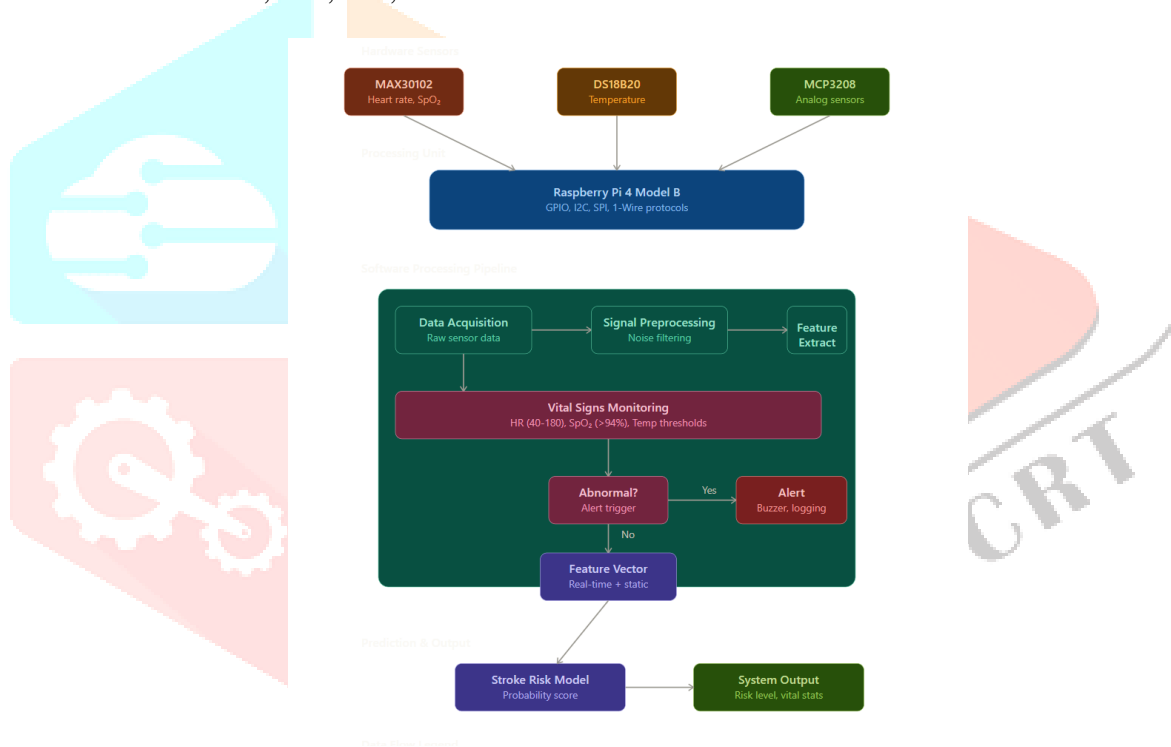 Hardware Sensors
MAX30102
Heart rate, SpO₂
DS18B20
Temperature
MCP3208
Analog sensors
Processing Unit
Raspberry Pi 4 Model B
GPIO, I2C, SPI, 1-Wire protocols
Software Processing Pipeline
Data Acquisition
Raw sensor data
Signal Preprocessing
Noise filtering
Feature
Extract
Vital Signs Monitoring
HR (40-180), SpO₂ (>94%), Temp thresholds
Abnormal?
Alert trigger
Yes
Alert
Buzzer, logging
No
Feature Vector
Real-time + static
Prediction & Output
Stroke Risk Model
Probability score
System Output
Risk level, vital stats
CRT